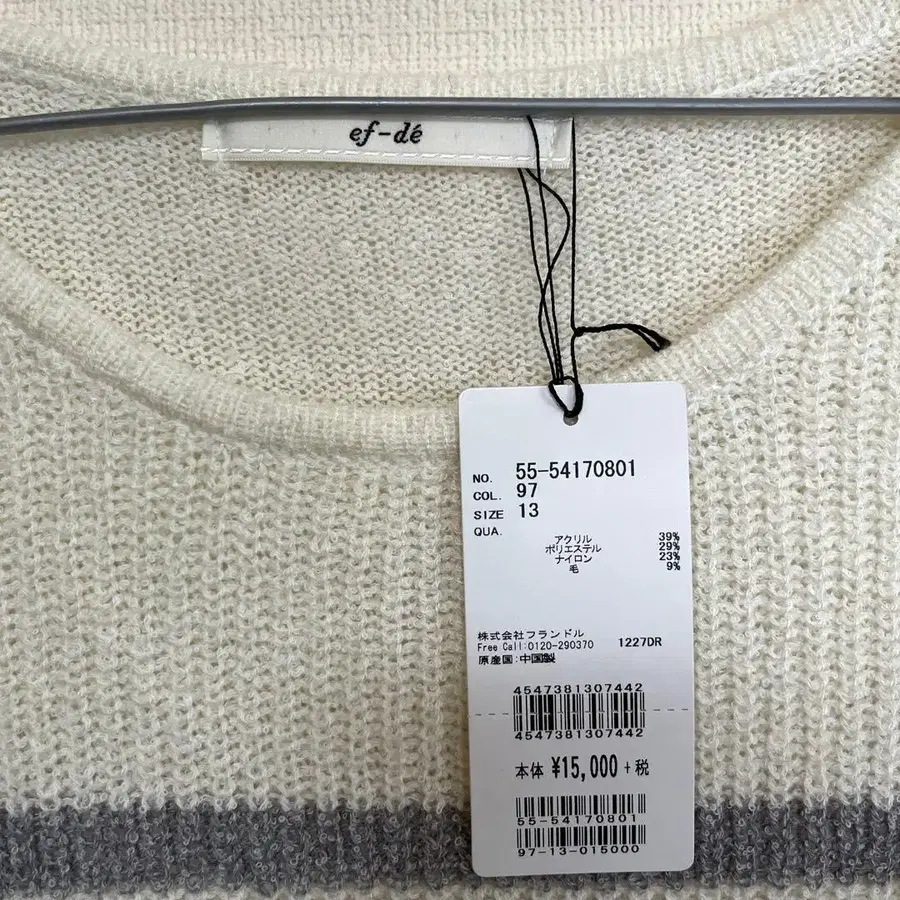 ef-dé
NO. 55-54170801
COL. 97
SIZE 13
QUA.
アクリル 39%
ポリエステル 29%
ナイロン 23%
毛 9%
株式会社フランドル
Free Call:0120-290370 1227DR
原産国:中国製
4547381307442
4547381307442
本体 ¥15,000 +税
55-54170801
97-13-015000